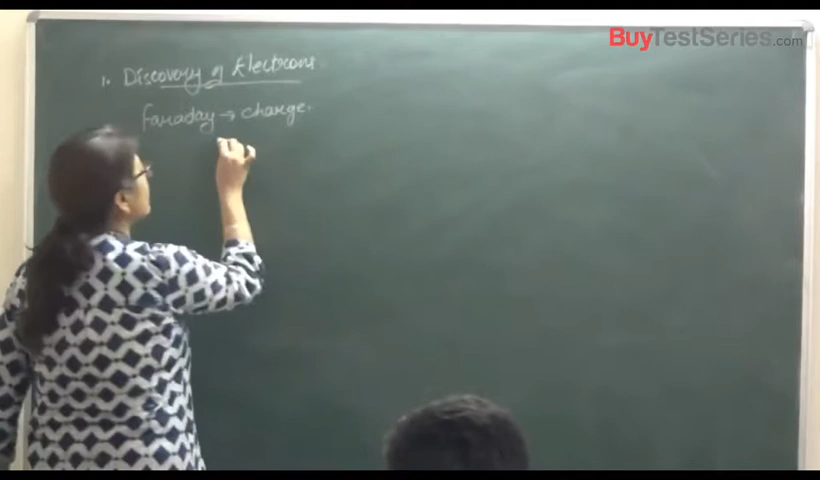 BuyTestSeries.com
1. Discovery of Electrons.
Faraday → charge.